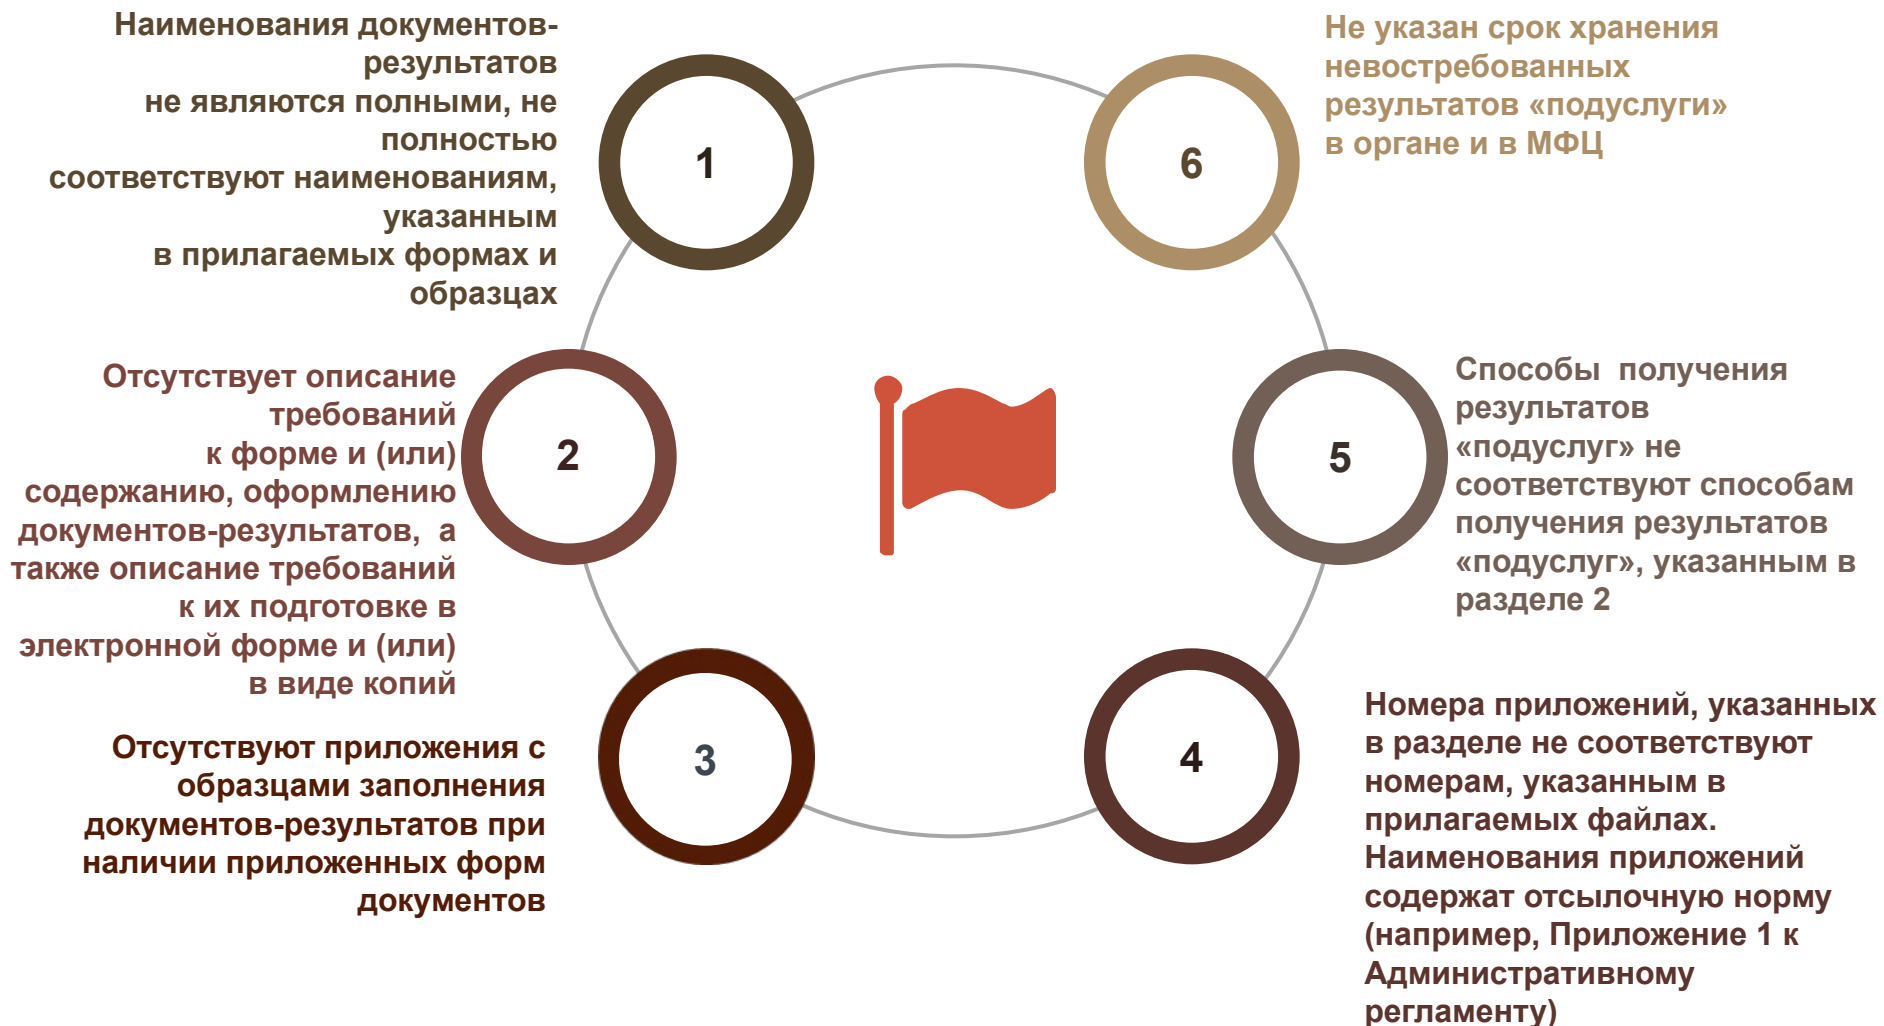 Наименования документов-
результатов
не являются полными, не
полностью
соответствуют наименованиям,
указанным
в прилагаемых формах и
образцах
1
Отсутствует описание
требований
к форме и (или)
содержанию, оформлению
документов-результатов,  а
также описание требований
к их подготовке в
электронной форме и (или)
в виде копий
2
Отсутствуют приложения с
образцами заполнения
документов-результатов при
наличии приложенных форм
документов
3
4
Номера приложений, указанных
в разделе не соответствуют
номерам, указанным в
прилагаемых файлах.
Наименования приложений
содержат отсылочную норму
(например, Приложение 1 к
Административному
регламенту)
5
Способы  получения
результатов
«подуслуг» не
соответствуют способам
получения результатов
«подуслуг», указанным в
разделе 2
6
Не указан срок хранения
невостребованных
результатов «подуслуги»
в органе и в МФЦ